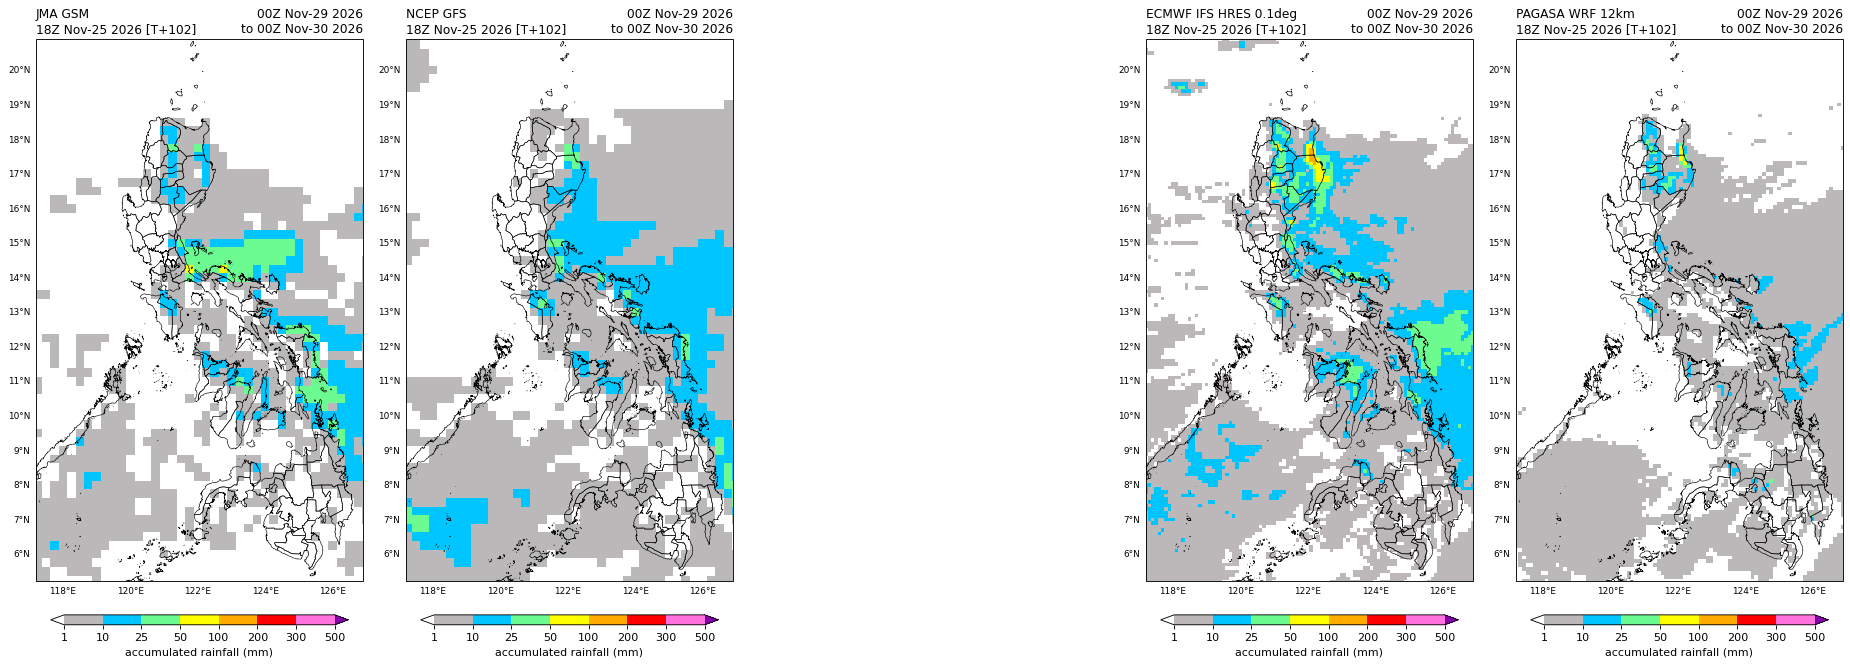 JMA GSM 00Z Nov-29 2026
18Z Nov-25 2026 [T+102] to 00Z Nov-30 2026
20°N
19°N
18°N
17°N
16°N
15°N
14°N
13°N
12°N
11°N
10°N
9°N
8°N
7°N
6°N
118°E 120°E 122°E 124°E 126°E
1 10 25 50 100 200 300 500
accumulated rainfall (mm)
NCEP GFS 00Z Nov-29 2026
18Z Nov-25 2026 [T+102] to 00Z Nov-30 2026
20°N
19°N
18°N
17°N
16°N
15°N
14°N
13°N
12°N
11°N
10°N
9°N
8°N
7°N
6°N
118°E 120°E 122°E 124°E 126°E
1 10 25 50 100 200 300 500
accumulated rainfall (mm)
ECMWF IFS HRES 0.1deg 00Z Nov-29 2026
18Z Nov-25 2026 [T+102] to 00Z Nov-30 2026
20°N
19°N
18°N
17°N
16°N
15°N
14°N
13°N
12°N
11°N
10°N
9°N
8°N
7°N
6°N
118°E 120°E 122°E 124°E 126°E
1 10 25 50 100 200 300 500
accumulated rainfall (mm)
PAGASA WRF 12km 00Z Nov-29 2026
18Z Nov-25 2026 [T+102] to 00Z Nov-30 2026
20°N
19°N
18°N
17°N
16°N
15°N
14°N
13°N
12°N
11°N
10°N
9°N
8°N
7°N
6°N
118°E 120°E 122°E 124°E 126°E
1 10 25 50 100 200 300 500
accumulated rainfall (mm)